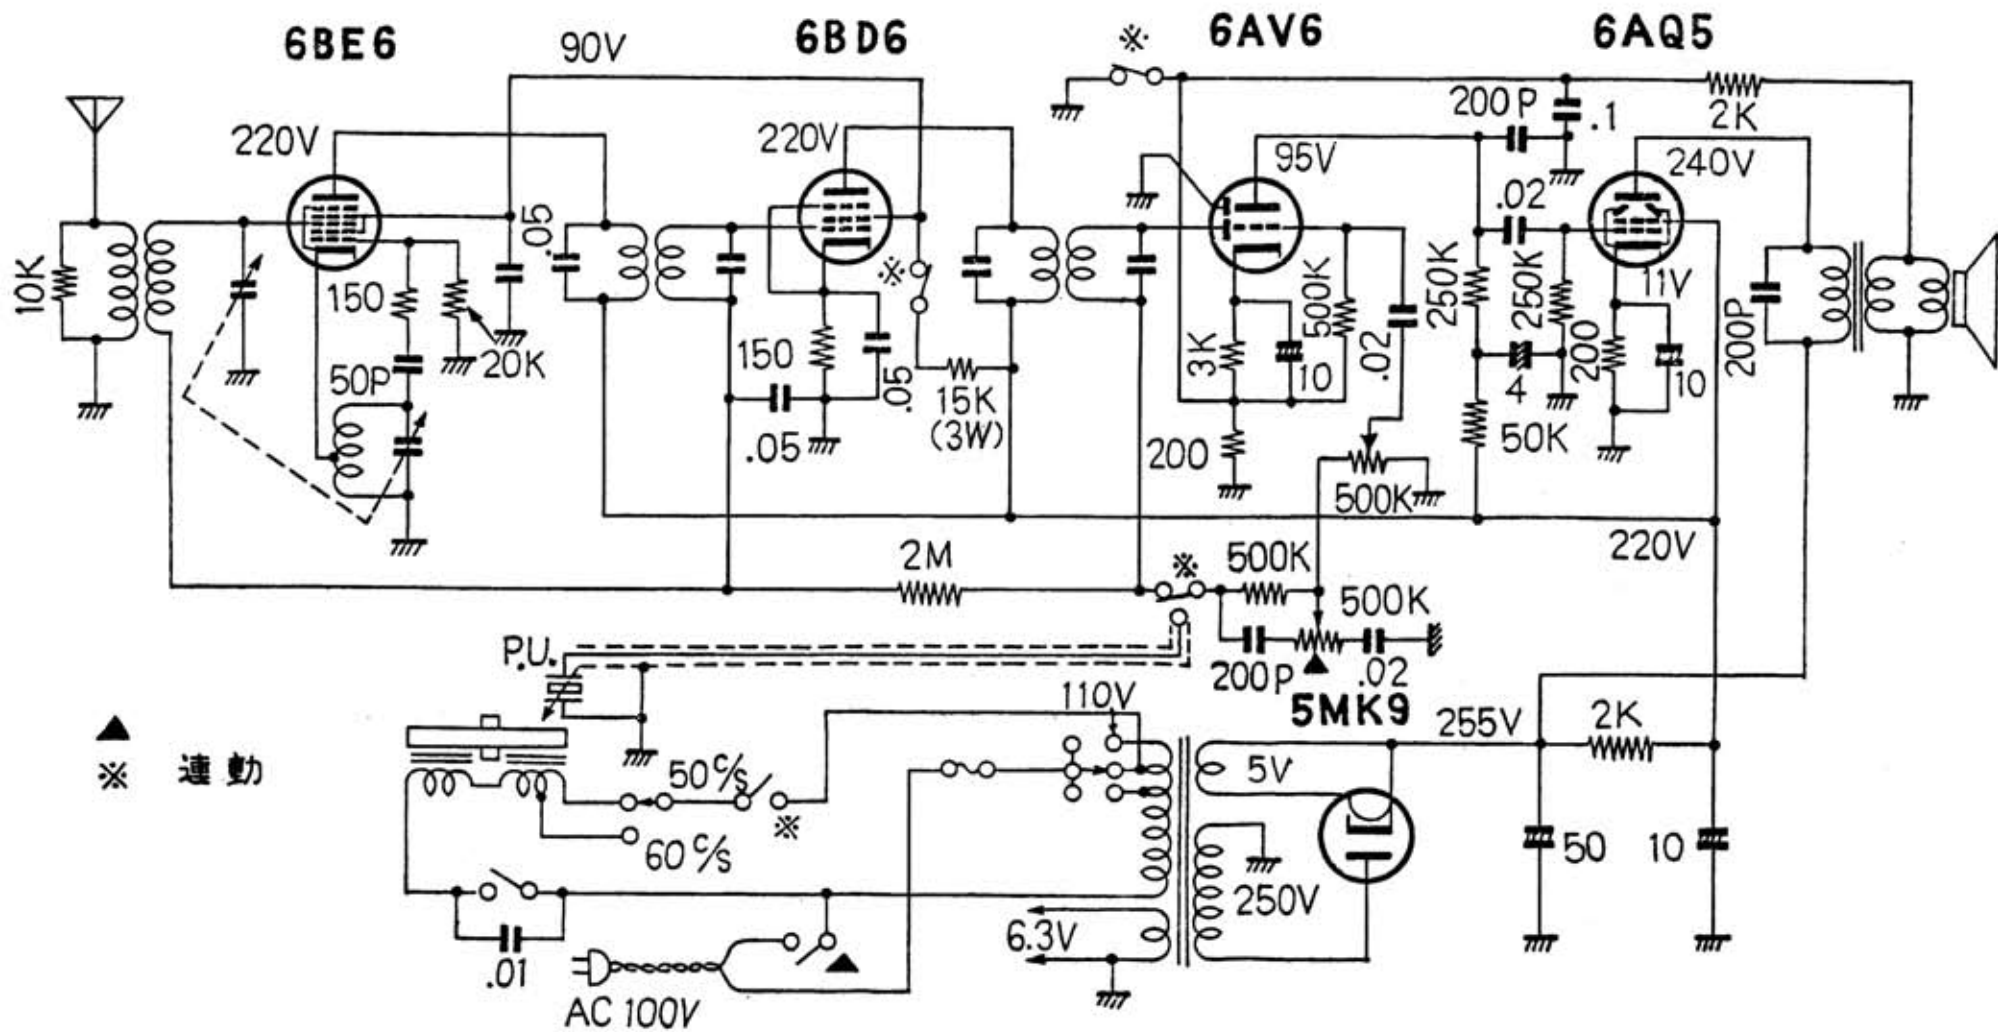 6BE6
6BD6
6AV6
6AQ5
90V
※
220V
220V
95V
200P
.1
2K
240V
.02
.05
10K
150
20K
50P
※
150
.05
.05
15K
(3W)
3K
10
500K
.02
200
500K
250K
250K
4
50K
11V
200
10
200P
220V
2M
※
500K
500K
200P
.02
P.U.
110V
5MK9
255V
2K
▲
※ 連動
50 c/s
※
60 c/s
5V
250V
50
10
6.3V
.01
▲
AC 100V